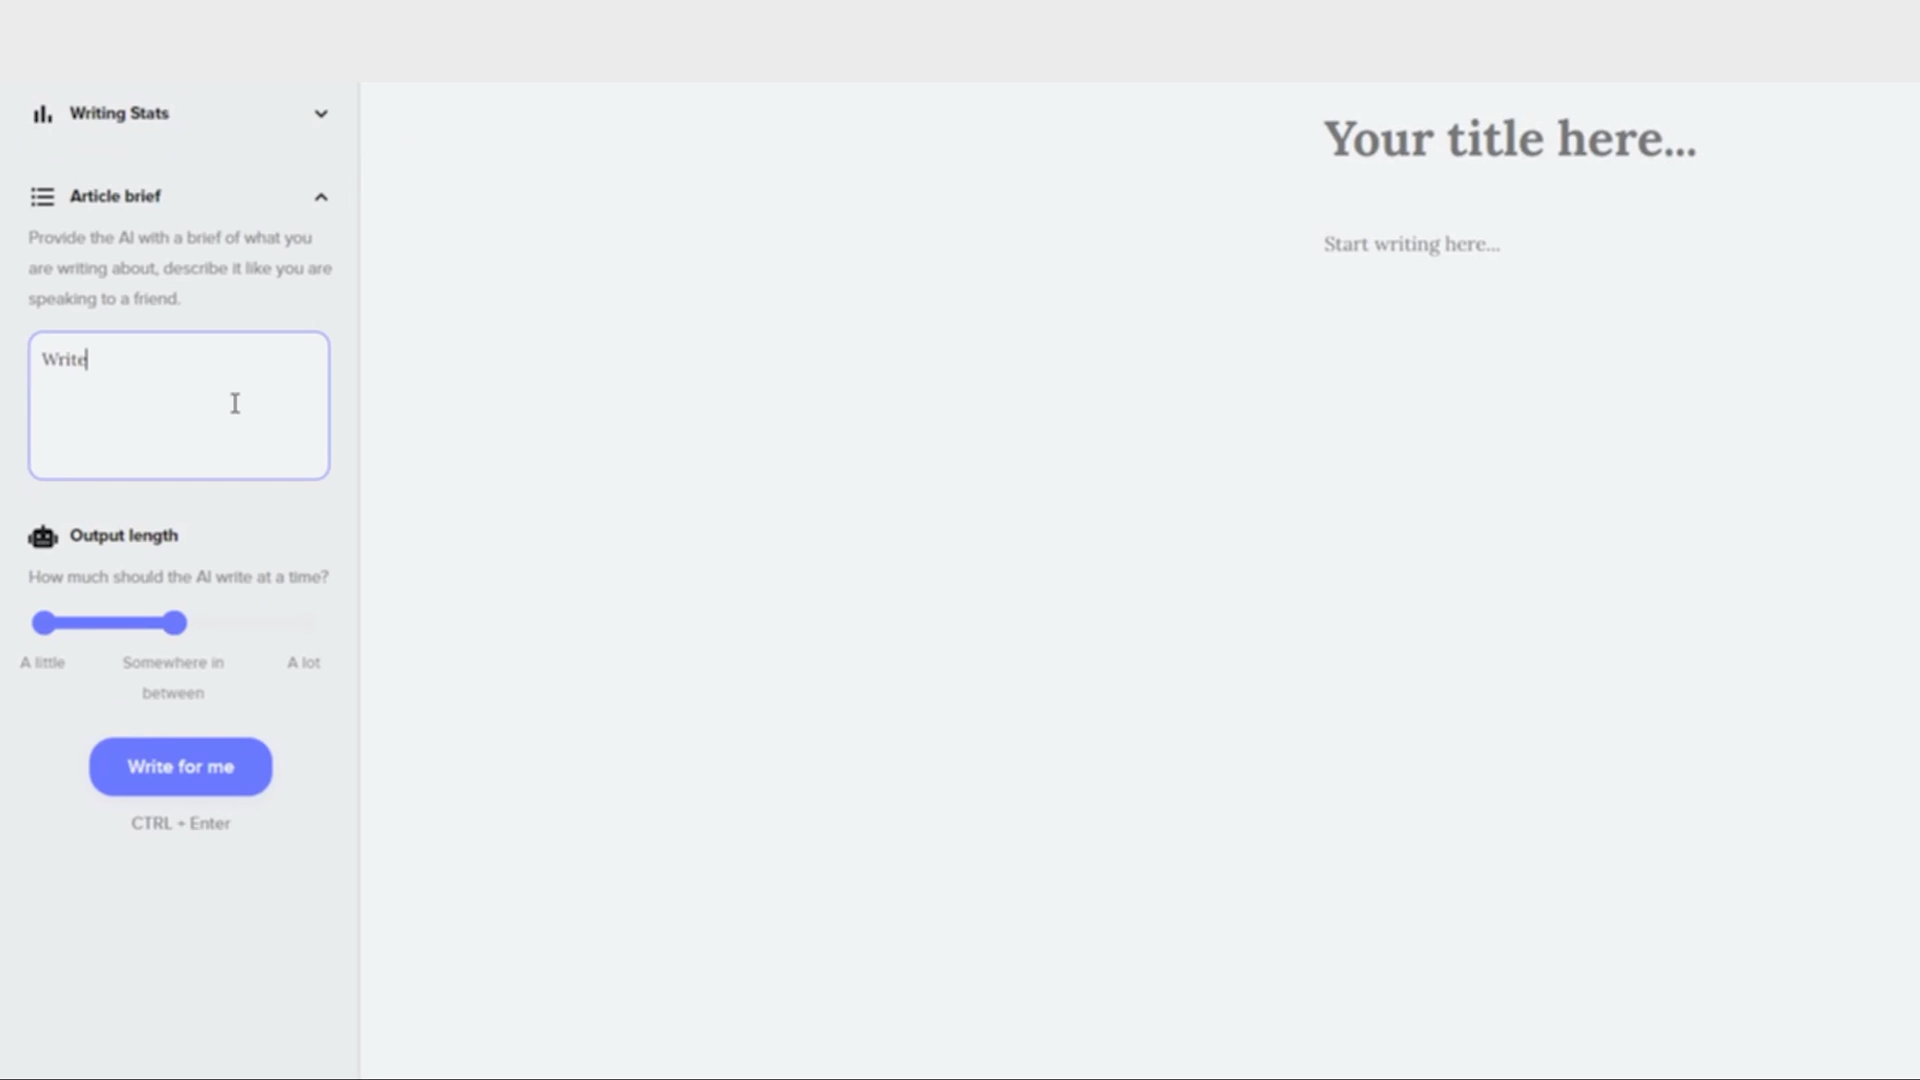 Writing Stats
Article brief
Provide the AI with a brief of what you
are writing about, describe it like you are
speaking to a friend.
Write
Output length
How much should the AI write at a time?
A little
Somewhere in
between
A lot
Write for me
CTRL + Enter
Your title here...
Start writing here...